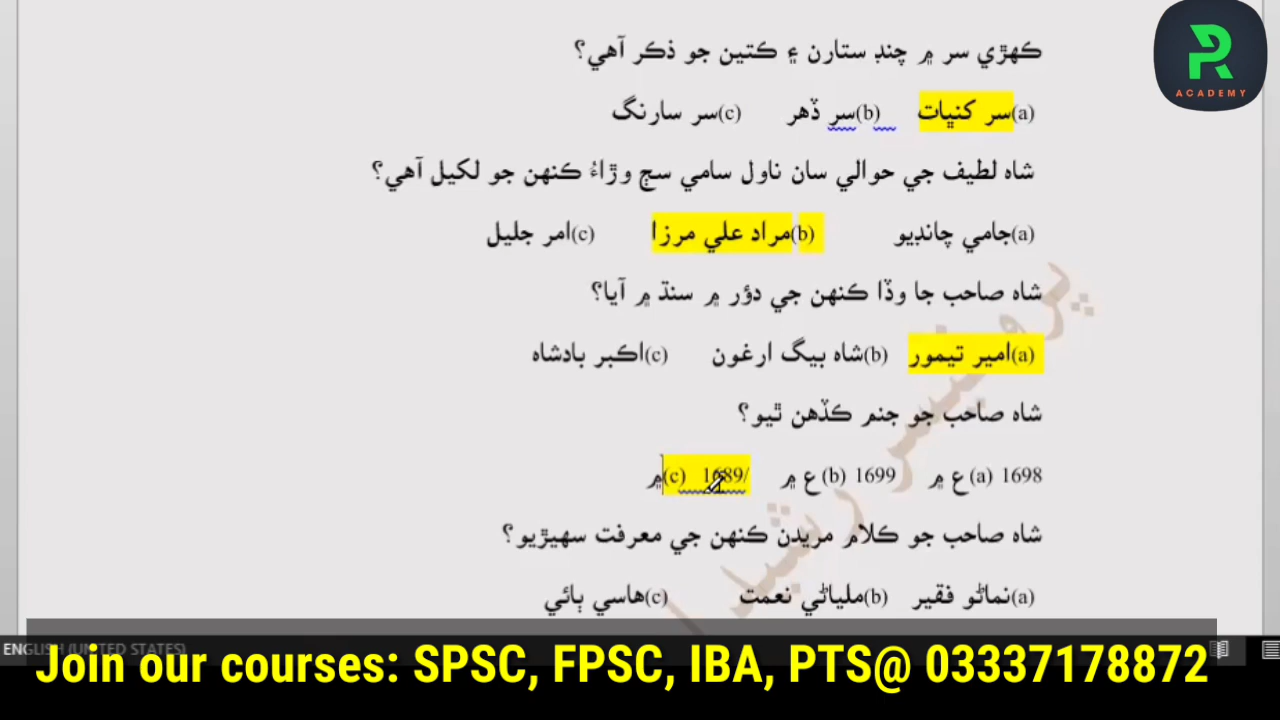 ACADEMY
ڪهڙي سر ۾ چنڊ ستارن ۽ ڪتين جو ذڪر آهي؟
(a)سر کنڀات (b)سر ڏهر (c)سر سارنگ
شاه لطيف جي حوالي سان ناول سامي سڄ وڙاءُ ڪنهن جو لکيل آهي؟
(a)جامي چانڊيو (b)مراد علي مرزا (c)امر جليل
شاه صاحب جا وڏا ڪنهن جي دؤر ۾ سنڌ ۾ آيا؟
(a)امير تيمور (b)شاه بيگ ارغون (c)اڪبر بادشاه
شاه صاحب جو جنم ڪڏهن ٿيو؟
1698 (a)ع ۾ 1699 (b)ع ۾ 1689/ (c)۾
شاه صاحب جو ڪلام مريدن ڪنهن جي معرفت سهيڙيو؟
(a)نماڻو فقير (b)ملياڻي نعمت (c)هاسي ٻائي
ENGLISH (UNITED STATES)
Join our courses: SPSC, FPSC, IBA, PTS@ 03337178872